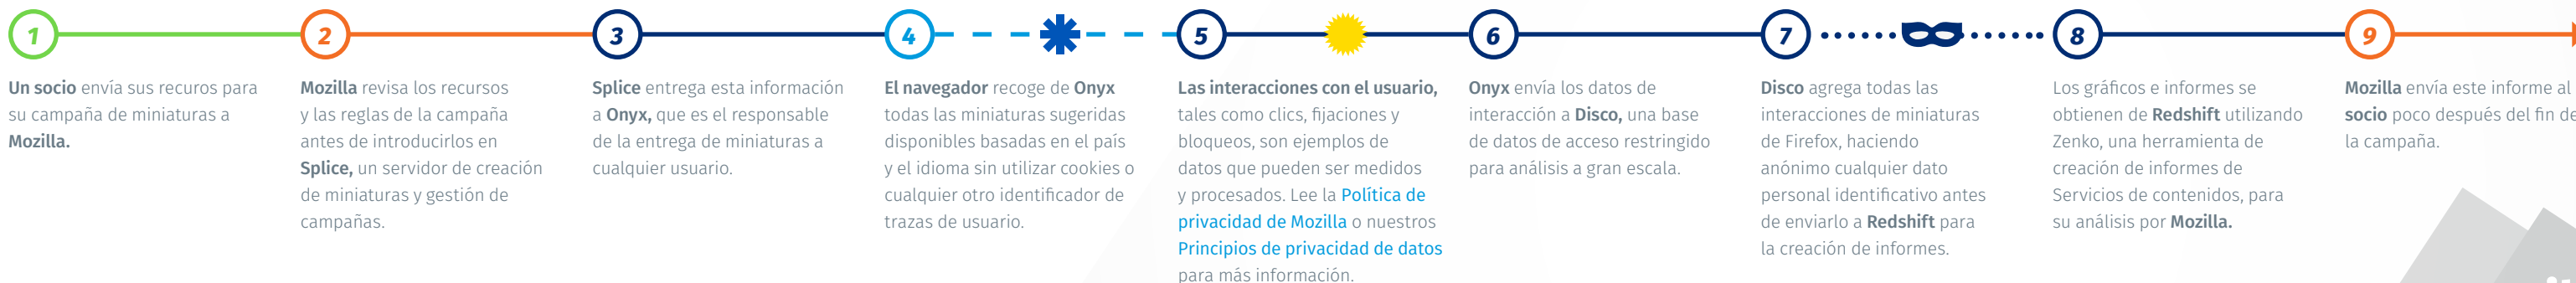 1
Un socio envía sus recuros para
su campaña de miniaturas a
Mozilla.
2
Mozilla revisa los recursos
y las reglas de la campaña
antes de introducirlos en
Splice, un servidor de creación
de miniaturas y gestión de
campañas.
3
Splice entrega esta información
a Onyx, que es el responsable
de la entrega de miniaturas a
cualquier usuario.
4
El navegador recoge de Onyx
todas las miniaturas sugeridas
disponibles basadas en el país
y el idioma sin utilizar cookies o
cualquier otro identificador de
trazas de usuario.
5
Las interacciones con el usuario,
tales como clics, fijaciones y
bloqueos, son ejemplos de
datos que pueden ser medidos
y procesados. Lee la Política de
privacidad de Mozilla o nuestros
Principios de privacidad de datos
para más información.
6
Onyx envía los datos de
interacción a Disco, una base
de datos de acceso restringido
para análisis a gran escala.
7
Disco agrega todas las
interacciones de miniaturas
de Firefox, haciendo
anónimo cualquier dato
personal identificativo antes
de enviarlo a Redshift para
la creación de informes.
8
Los gráficos e informes se
obtienen de Redshift utilizando
Zenko, una herramienta de
creación de informes de
Servicios de contenidos, para
su análisis por Mozilla.
9
Mozilla envía este informe al
socio poco después del fin de
la campaña.